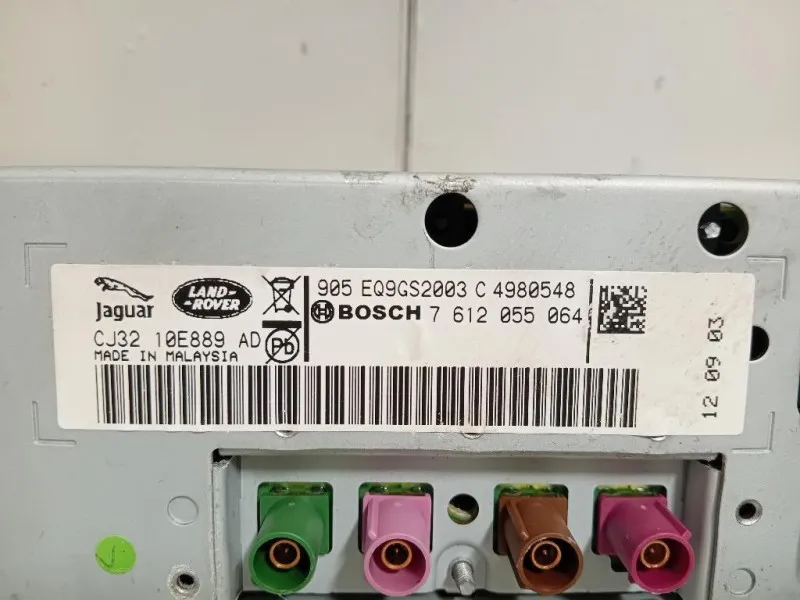 Jaguar
LAND-
-ROVER
905 EQ9GS2003 C 4980548
BOSCH 7 612 055 064
CJ32 10E889 AD
PD
MADE IN MALAYSIA
12 09 03